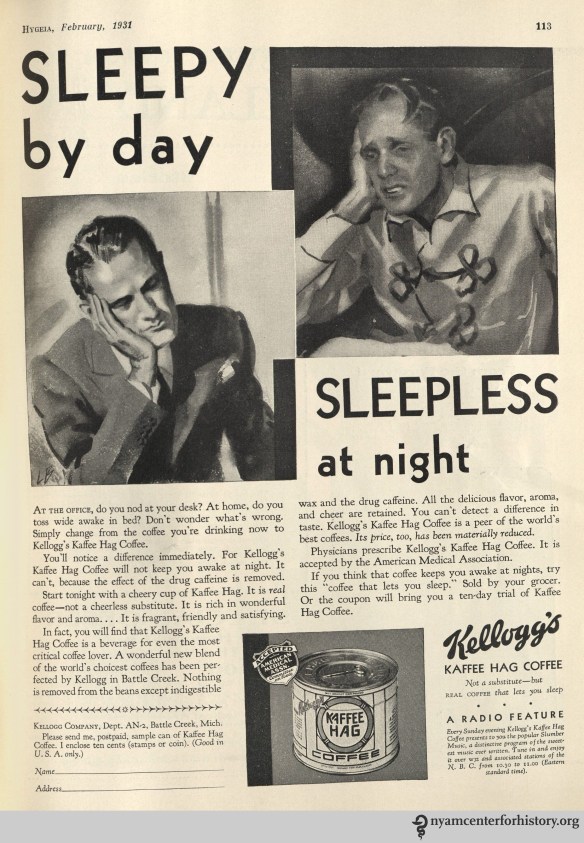 HYGEIA, February, 1931
113
SLEEPY
by day
SLEEPLESS
at night
AT THE OFFICE, do you nod at your desk? At home, do you
toss wide awake in bed? Don't wonder what's wrong.
Simply change from the coffee you're drinking now to
Kellogg's Kaffee Hag Coffee.
You'll notice a difference immediately. For Kellogg's
Kaffee Hag Coffee will not keep you awake at night. It
can't, because the effect of the drug caffeine is removed.
Start tonight with a cheery cup of Kaffee Hag. It is real
coffee—not a cheerless substitute. It is rich in wonderful
flavor and aroma. . . . It is fragrant, friendly and satisfying.
In fact, you will find that Kellogg's Kaffee
Hag Coffee is a beverage for even the most
critical coffee lover. A wonderful new blend
of the world's choicest coffees has been per-
fected by Kellogg in Battle Creek. Nothing
is removed from the beans except indigestible
wax and the drug caffeine. All the delicious flavor, aroma,
and cheer are retained. You can't detect a difference in
taste. Kellogg's Kaffee Hag Coffee is a peer of the world's
best coffees. Its price, too, has been materially reduced.
Physicians prescribe Kellogg's Kaffee Hag Coffee. It is
accepted by the American Medical Association.
If you think that coffee keeps you awake at nights, try
this "coffee that lets you sleep." Sold by your grocer.
Or the coupon will bring you a ten-day trial of Kaffee
Hag Coffee.
KELLOGG COMPANY, Dept. AN-2, Battle Creek, Mich.
Please send me, postpaid, sample can of Kaffee Hag
Coffee. I enclose ten cents (stamps or coin). (Good in
U. S. A. only.)
Name
Address
ACCEPTED
AMERICAN
MEDICAL
ASSN.
Kellogg's
KAFFEE
HAG
COFFEE
Kellogg's
KAFFEE HAG COFFEE
Not a substitute—but
REAL COFFEE that lets you sleep
A RADIO FEATURE
Every Sunday evening Kellogg's Kaffee Hag
Coffee presents to you the popular Slumber
Music, a distinctive program of the sweet-
est music ever written. Tune in and enjoy
it over WJZ and associated stations of the
N. B. C. from 10.30 to 11.00 (Eastern
standard time).
nyamcenterforhistory.org